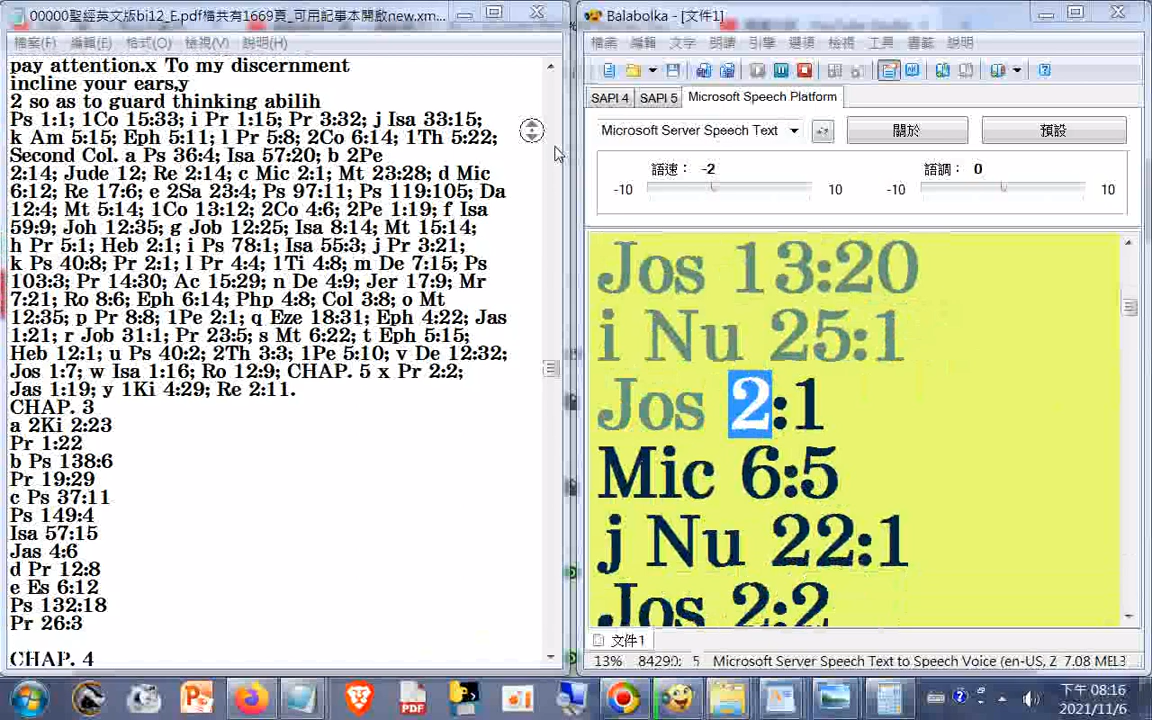 00000聖經英文版bi12_E.pdf檔共有1669頁_可用記事本開啟new.xm...
檔案(F) 編輯(E) 格式(O) 檢視(V) 說明(H)
pay attention.x To my discernment
incline your ears,y
2 so as to guard thinking abilih
Ps 1:1; 1Co 15:33; i Pr 1:15; Pr 3:32; j Isa 33:15;
k Am 5:15; Eph 5:11; l Pr 5:8; 2Co 6:14; 1Th 5:22;
Second Col. a Ps 36:4; Isa 57:20; b 2Pe
2:14; Jude 12; Re 2:14; c Mic 2:1; Mt 23:28; d Mic
6:12; Re 17:6; e 2Sa 23:4; Ps 97:11; Ps 119:105; Da
12:4; Mt 5:14; 1Co 13:12; 2Co 4:6; 2Pe 1:19; f Isa
59:9; Joh 12:35; g Job 12:25; Isa 8:14; Mt 15:14;
h Pr 5:1; Heb 2:1; i Ps 78:1; Isa 55:3; j Pr 3:21;
k Ps 40:8; Pr 2:1; l Pr 4:4; 1Ti 4:8; m De 7:15; Ps
103:3; Pr 14:30; Ac 15:29; n De 4:9; Jer 17:9; Mr
7:21; Ro 8:6; Eph 6:14; Php 4:8; Col 3:8; o Mt
12:35; p Pr 8:8; 1Pe 2:1; q Eze 18:31; Eph 4:22; Jas
1:21; r Job 31:1; Pr 23:5; s Mt 6:22; t Eph 5:15;
Heb 12:1; u Ps 40:2; 2Th 3:3; 1Pe 5:10; v De 12:32;
Jos 1:7; w Isa 1:16; Ro 12:9; CHAP. 5 x Pr 2:2;
Jas 1:19; y 1Ki 4:29; Re 2:11.
CHAP. 3
a 2Ki 2:23
Pr 1:22
b Ps 138:6
Pr 19:29
c Ps 37:11
Ps 149:4
Isa 57:15
Jas 4:6
d Pr 12:8
e Es 6:12
Ps 132:18
Pr 26:3
CHAP. 4
Balabolka - [文件1]
檔案 編輯 文字 朗讀 引擎 選項 檢視 工具 書籤 說明
SAPI 4 SAPI 5 Microsoft Speech Platform
Microsoft Server Speech Text 關於 預設
語速: -2 語調: 0
-10 10 -10 10
Jos 13:20
i Nu 25:1
Jos 2:1
Mic 6:5
j Nu 22:1
Jos 2:2
文件1
13% Microsoft Server Speech Text to Speech Voice (en-US, Z
下午 08:16
2021/11/6